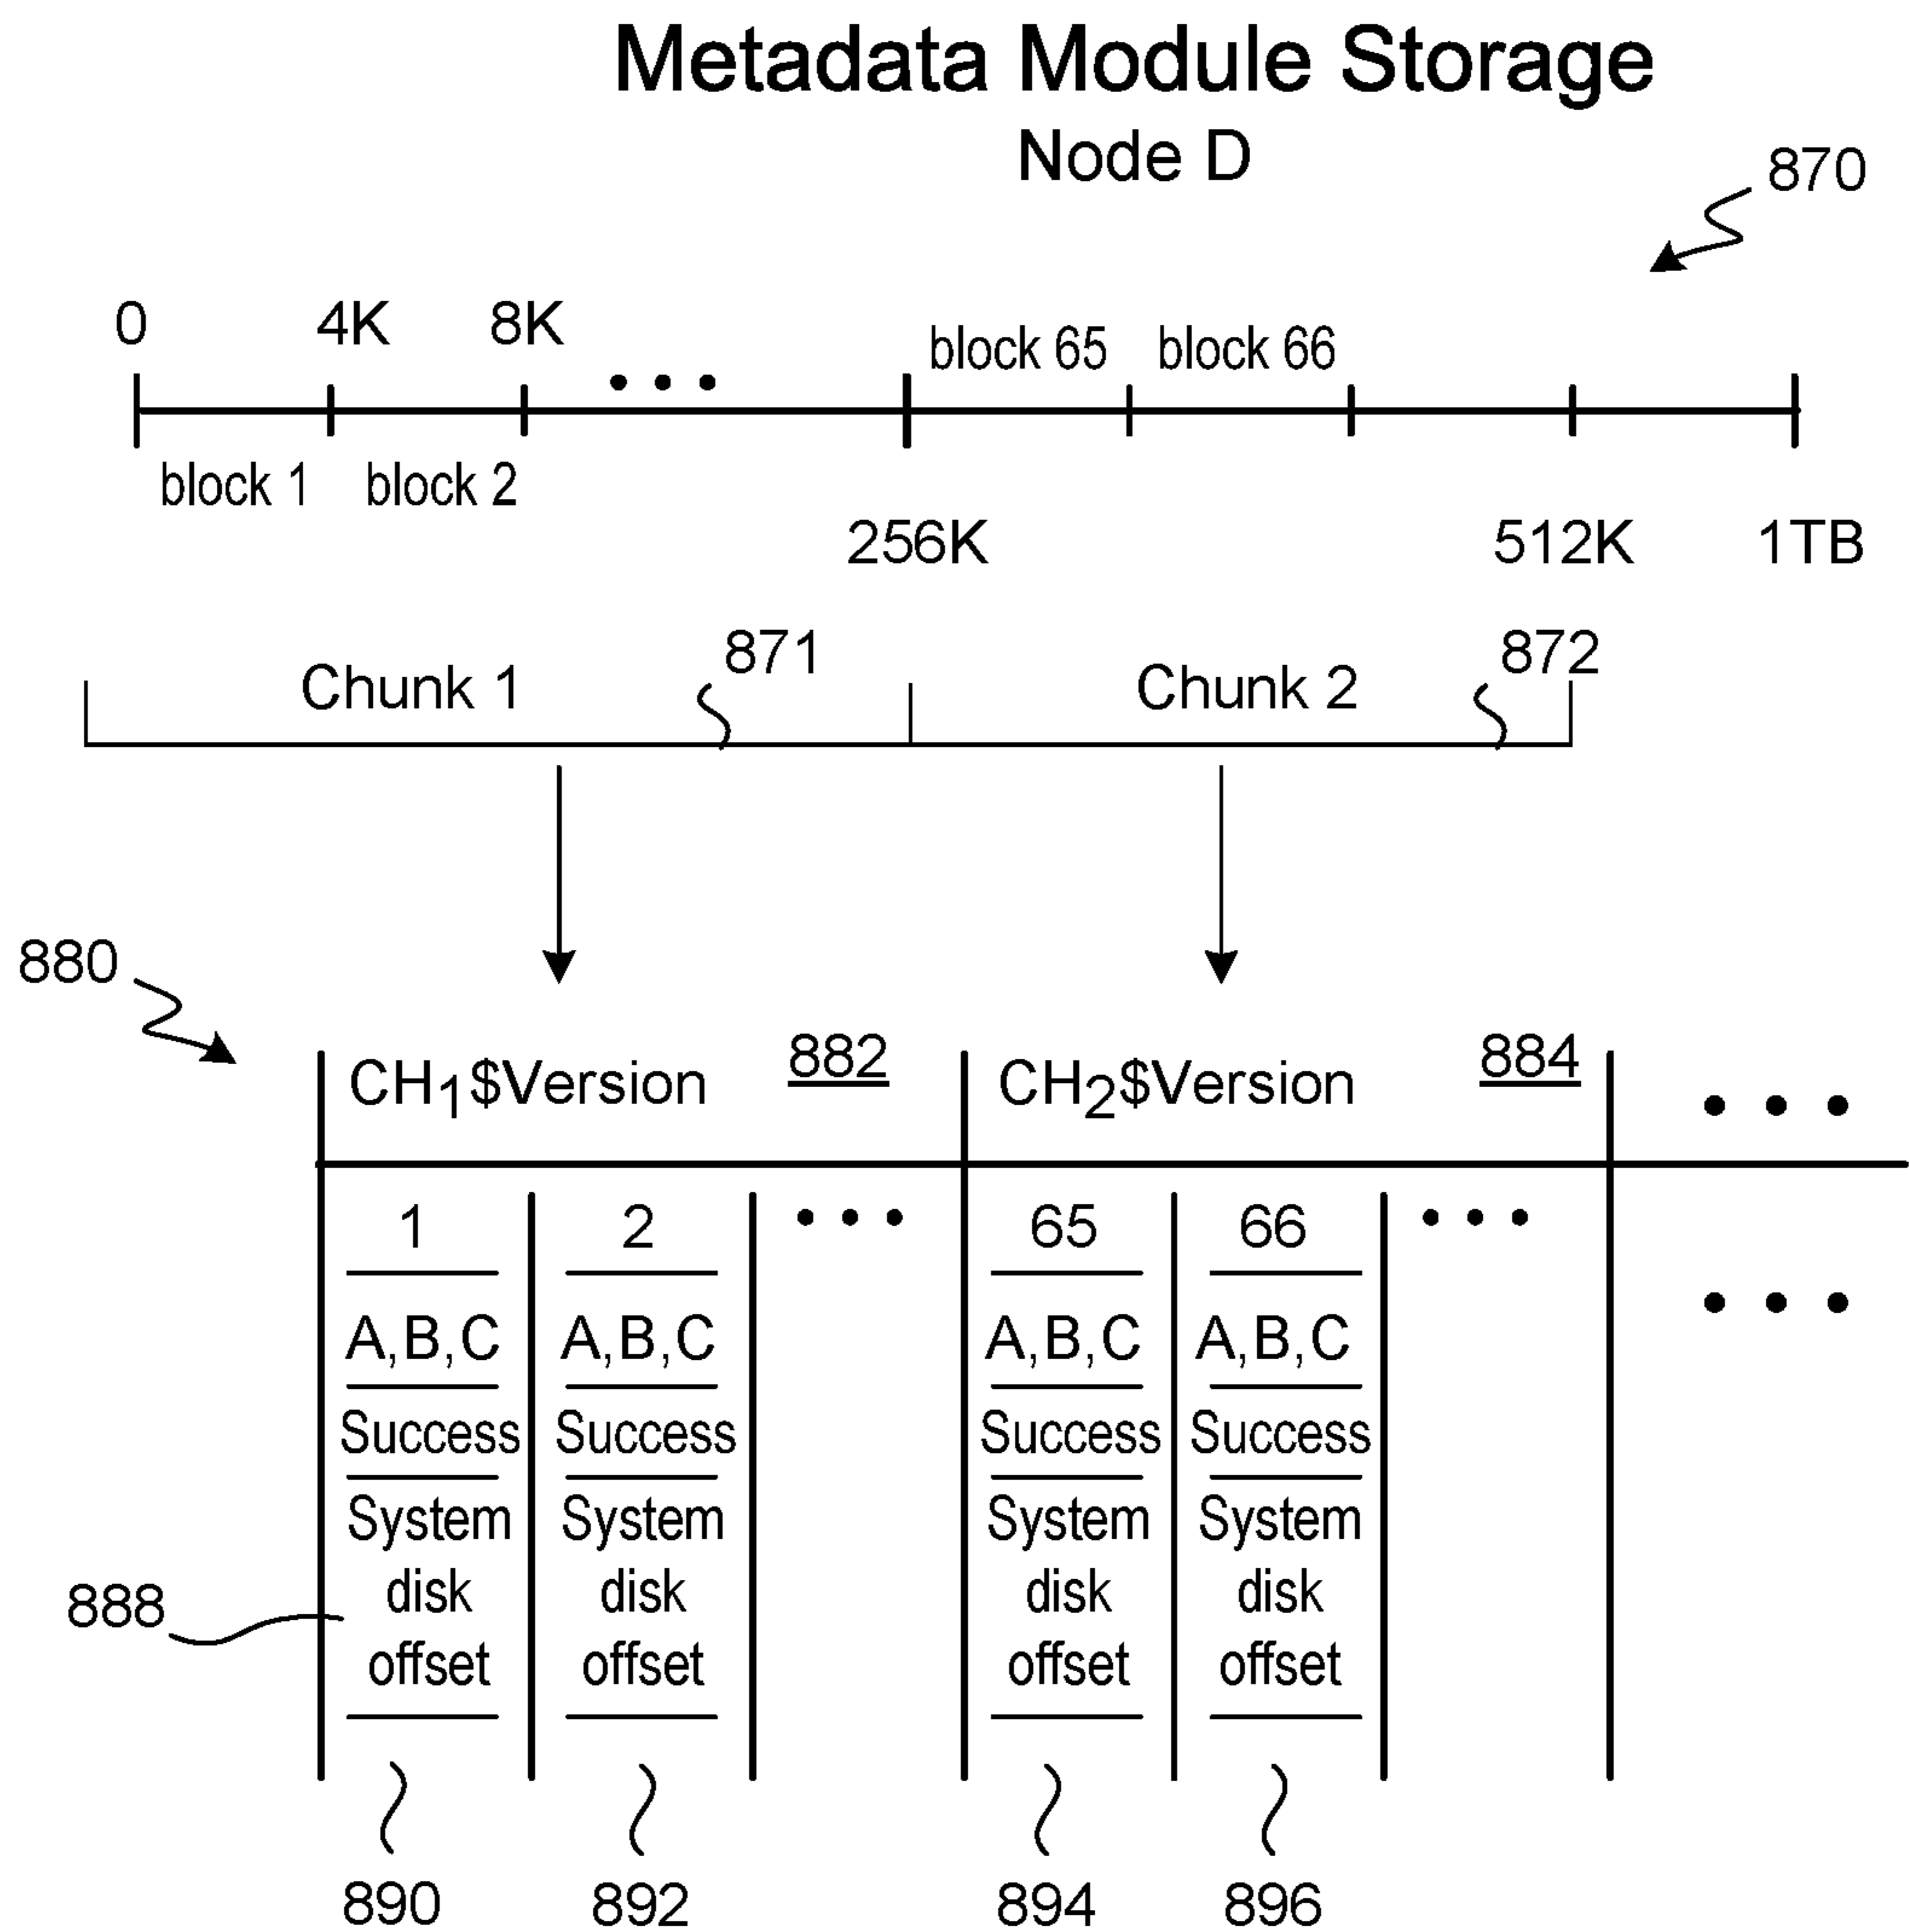 Metadata Module Storage
Node D
870
0 4K 8K block 65 block 66
• • •
block 1 block 2
256K 512K 1TB
871 872
Chunk 1 Chunk 2
880
CH1$Version 882 CH2$Version 884 • • •
1 2 • • • 65 66 • • •
A,B,C A,B,C A,B,C A,B,C • • •
Success Success Success Success
System System System System
disk disk disk disk
888
offset offset offset offset
890 892 894 896